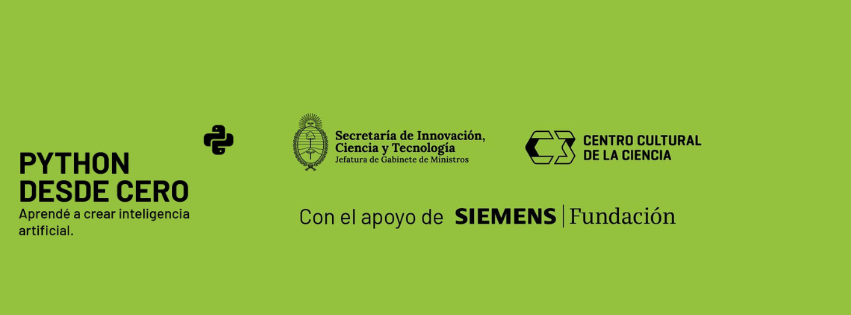 PYTHON
DESDE CERO
Aprendé a crear inteligencia
artificial.
Secretaría de Innovación,
Ciencia y Tecnología
Jefatura de Gabinete de Ministros
CENTRO CULTURAL
DE LA CIENCIA
Con el apoyo de SIEMENS | Fundación